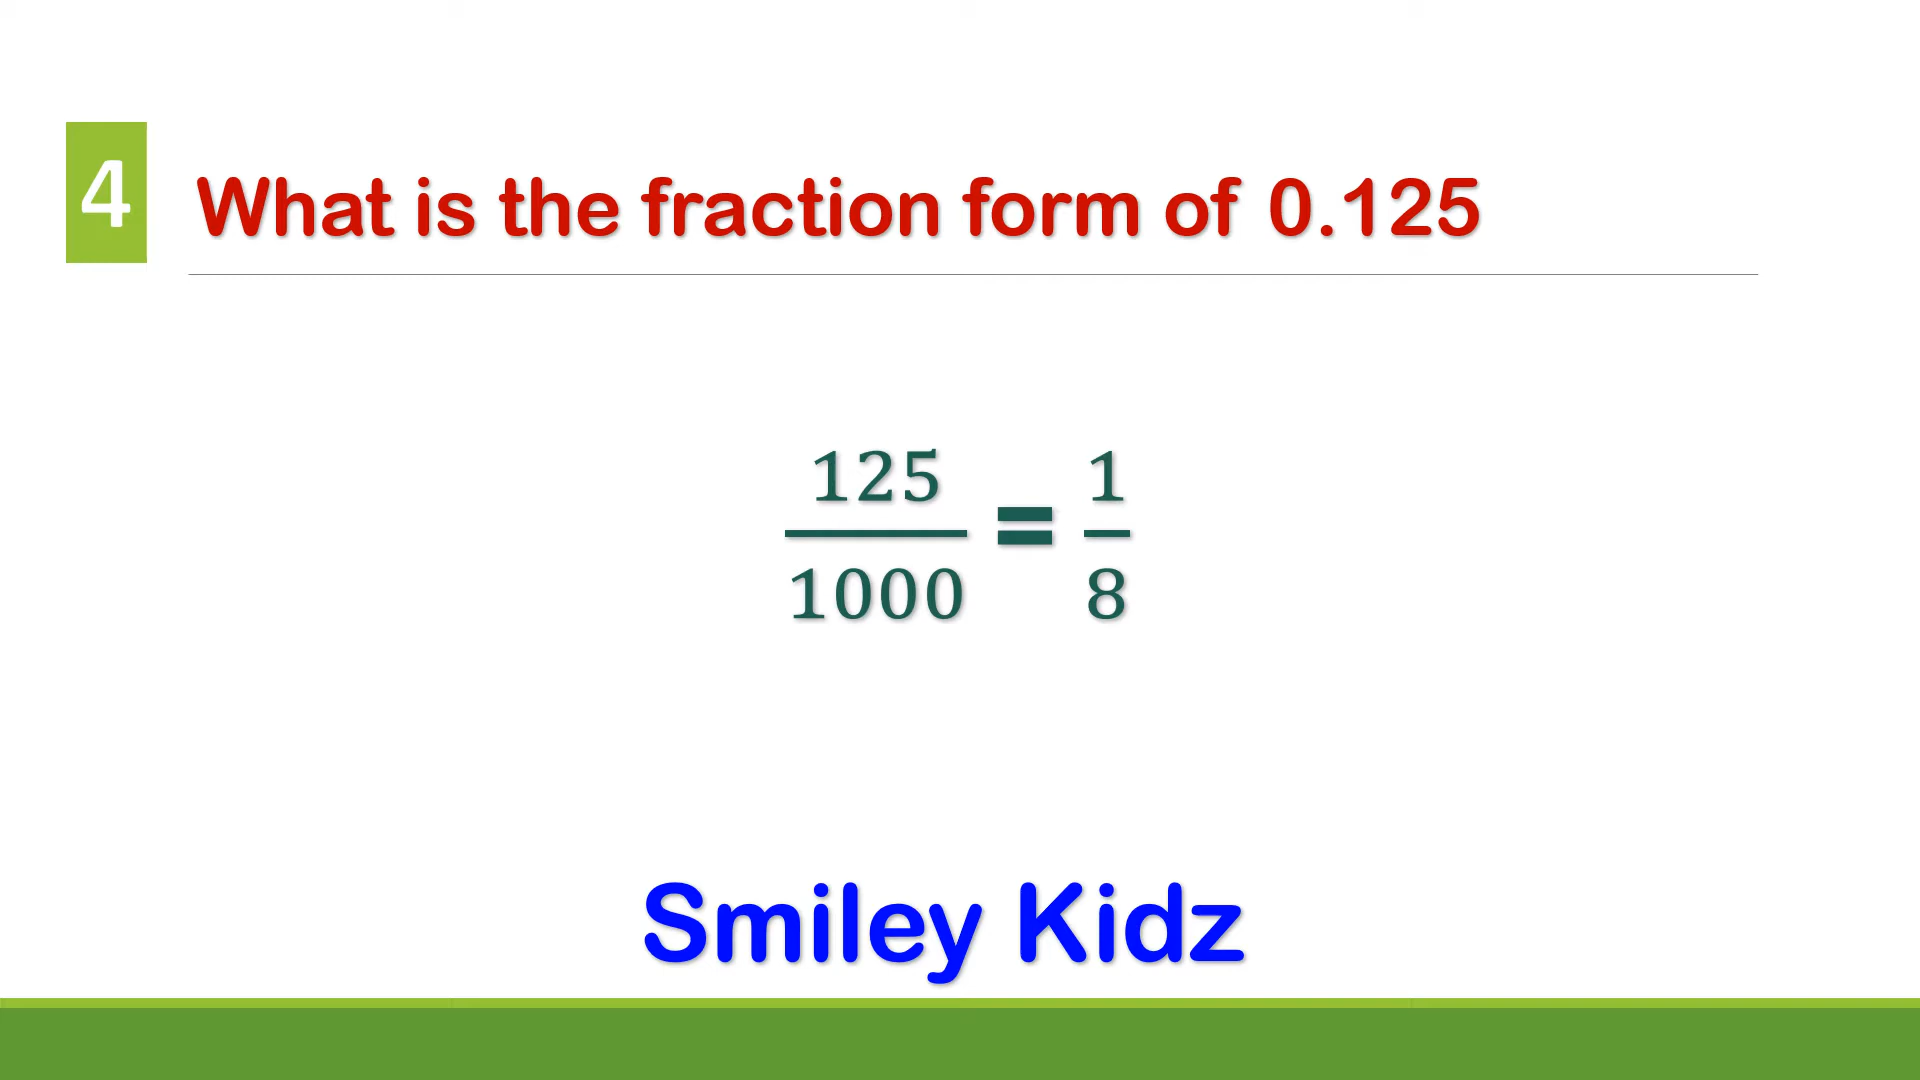 4
What is the fraction form of 0.125
125/1000 = 1/8
Smiley Kidz